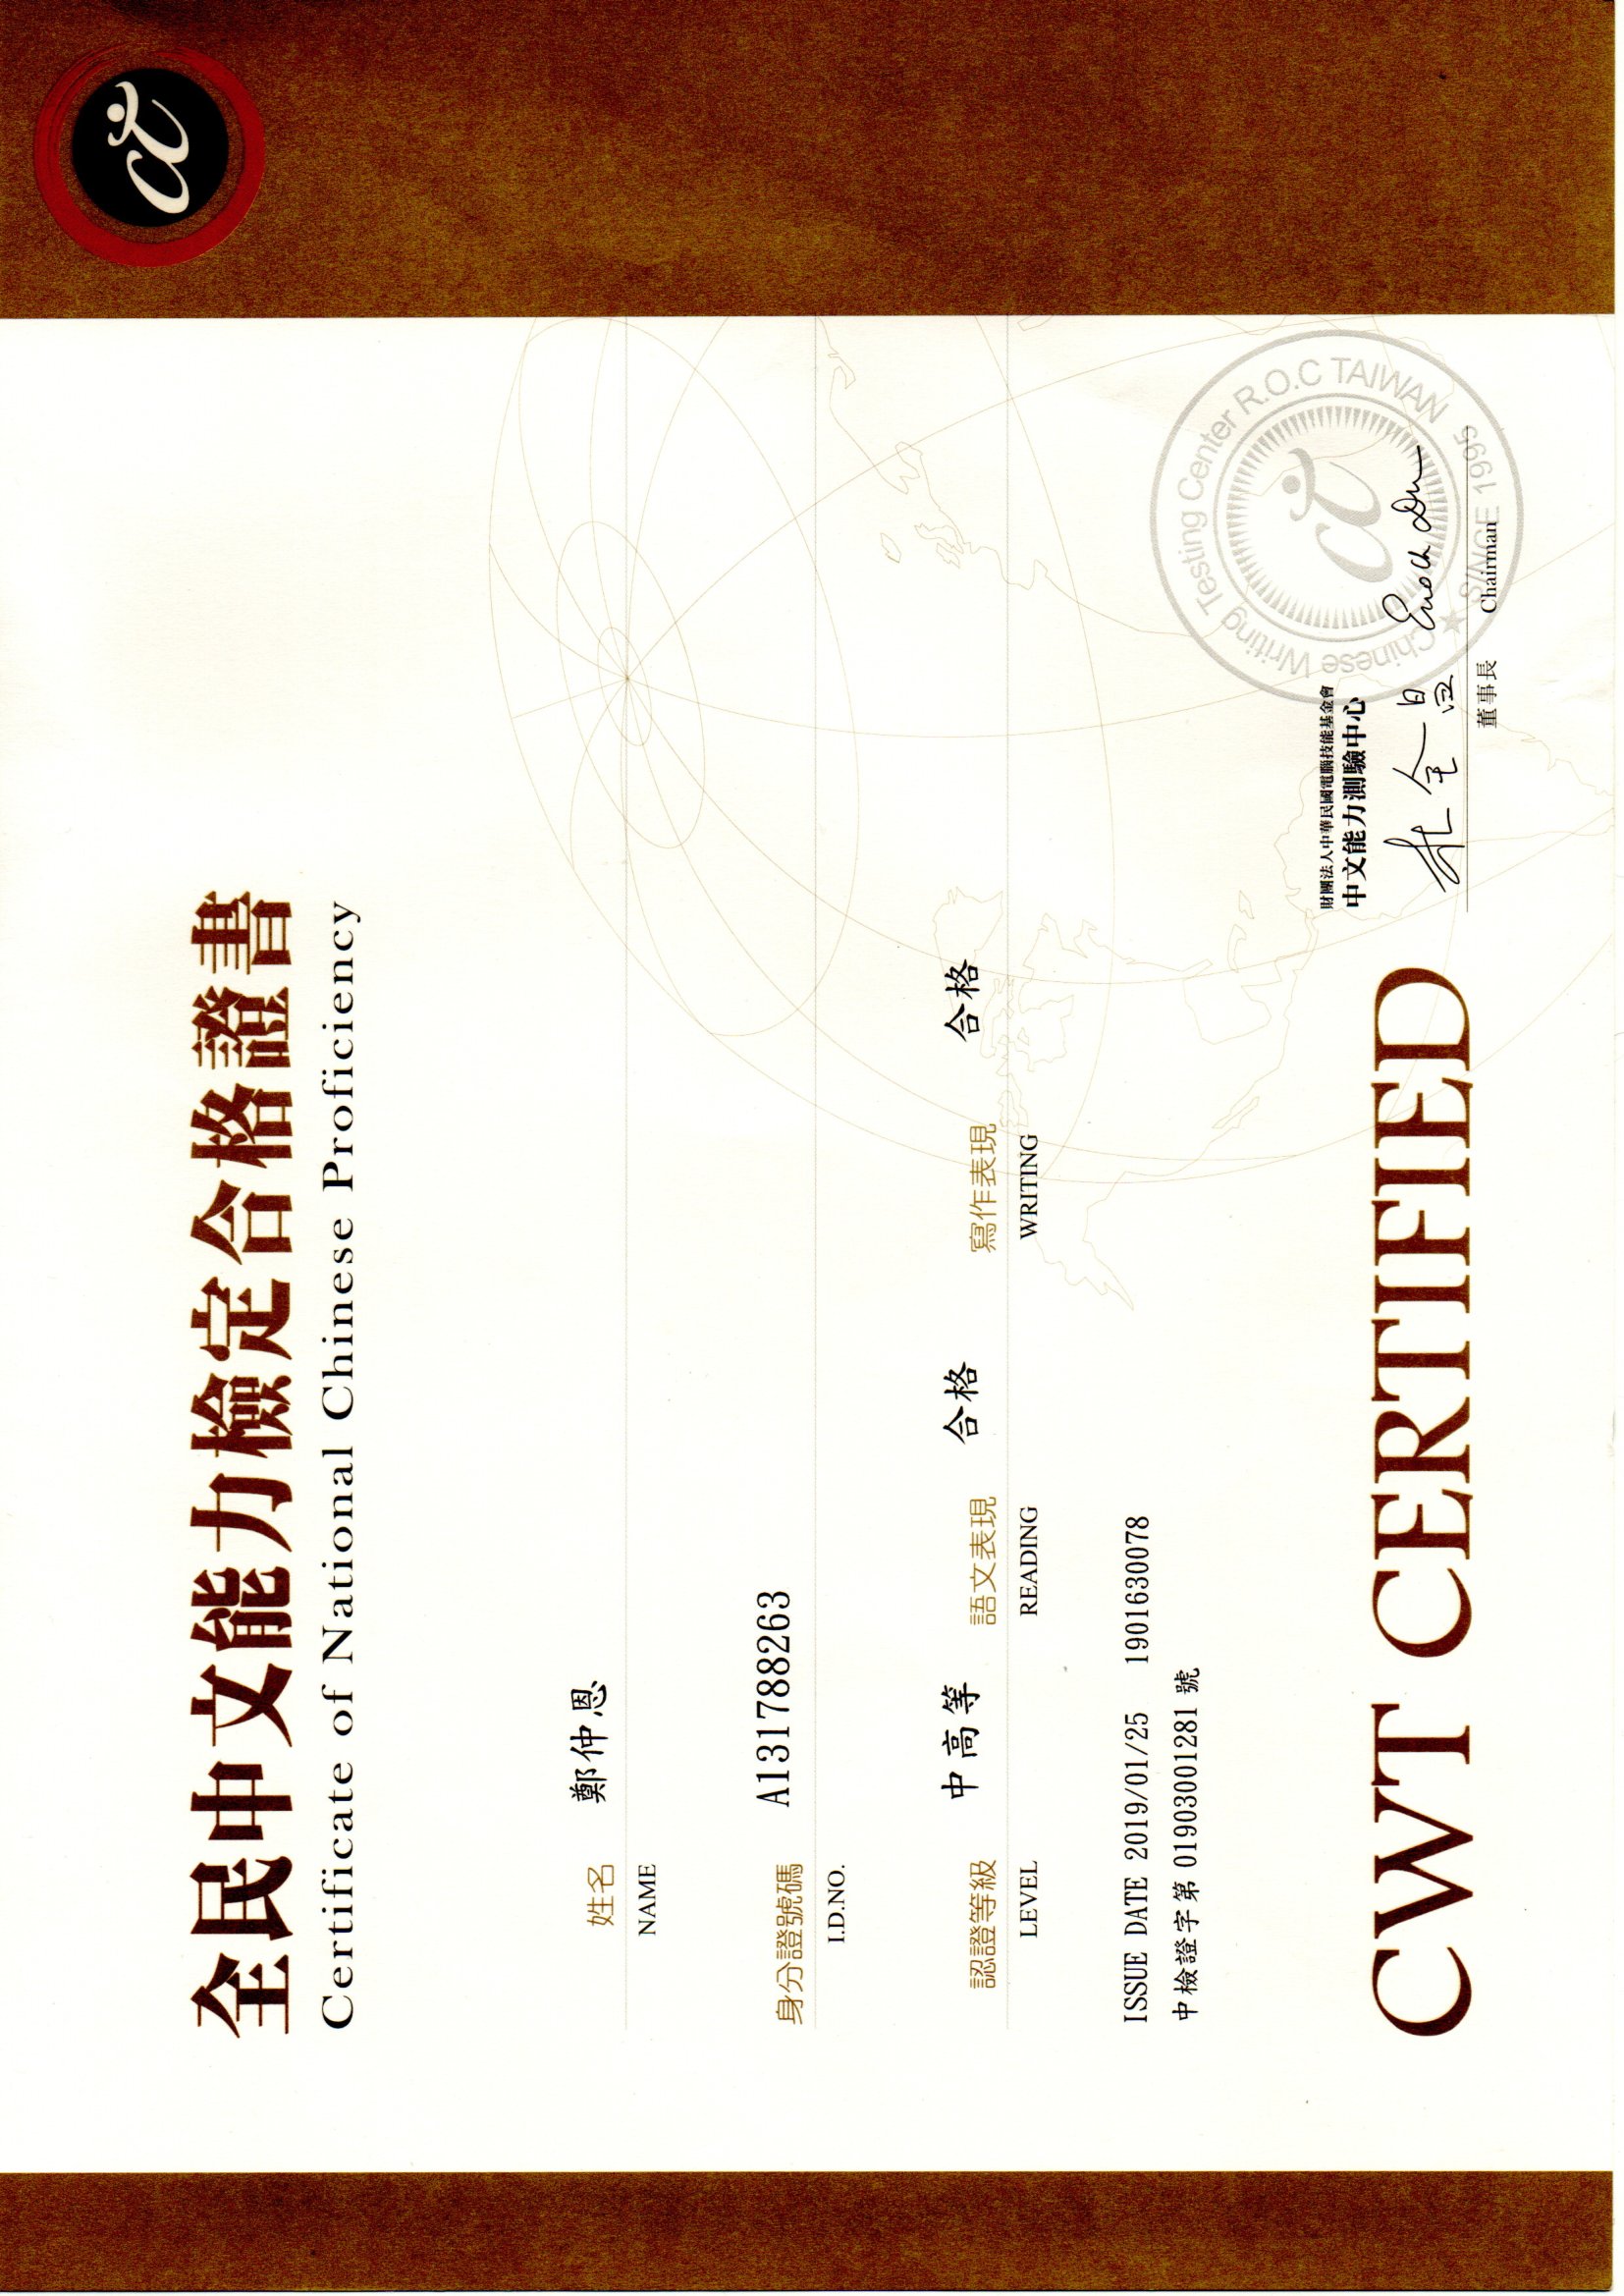 全民中文能力檢定合格證書
Certificate of National Chinese Proficiency
姓名 鄭仲恩
NAME
身分證號碼 A131788263
I.D.NO.
認證等級 中高等 語文表現 合格 寫作表現 合格
LEVEL READING WRITING
ISSUE DATE 2019/01/25 1901630078
中檢證字第 01903001281 號
CWT CERTIFIED
財團法人中華民國電腦技能基金會
中文能力測驗中心
杜全昌
董事長 Chairman
Chinese Writing Testing Center R.O.C TAIWAN
★ SINCE 1995